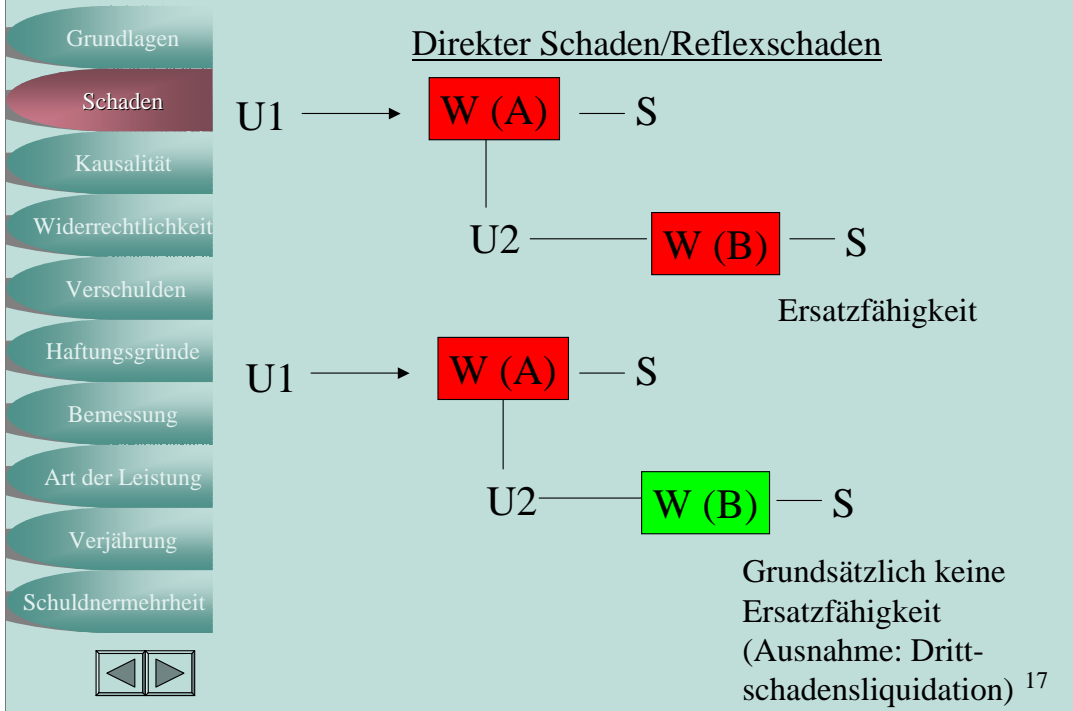 Grundlagen
Schaden
Kausalität
Widerrechtlichkeit
Verschulden
Haftungsgründe
Bemessung
Art der Leistung
Verjährung
Schuldnermehrheit
Direkter Schaden/Reflexschaden
U1 W (A) S
U2 W (B) S
Ersatzfähigkeit
U1 W (A) S
U2 W (B) S
Grundsätzlich keine
Ersatzfähigkeit
(Ausnahme: Dritt-
schadensliquidation) 17